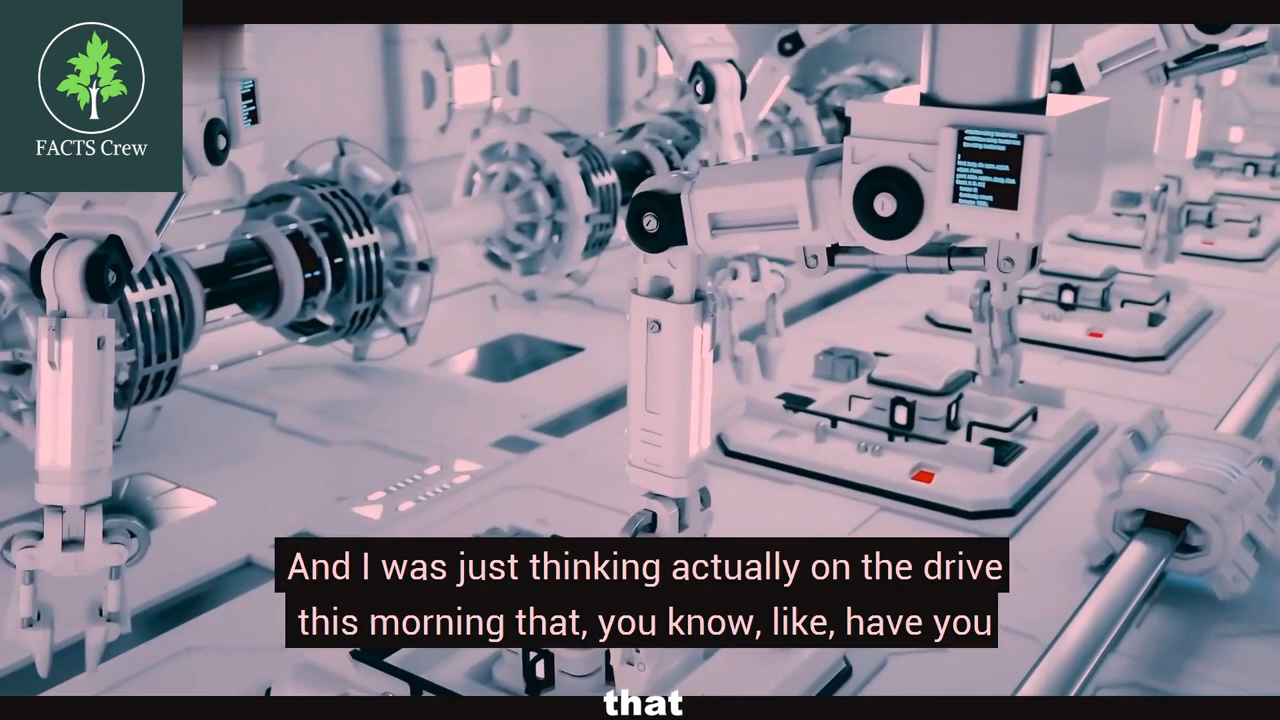 FACTS Crew
And I was just thinking actually on the drive
this morning that, you know, like, have you
that